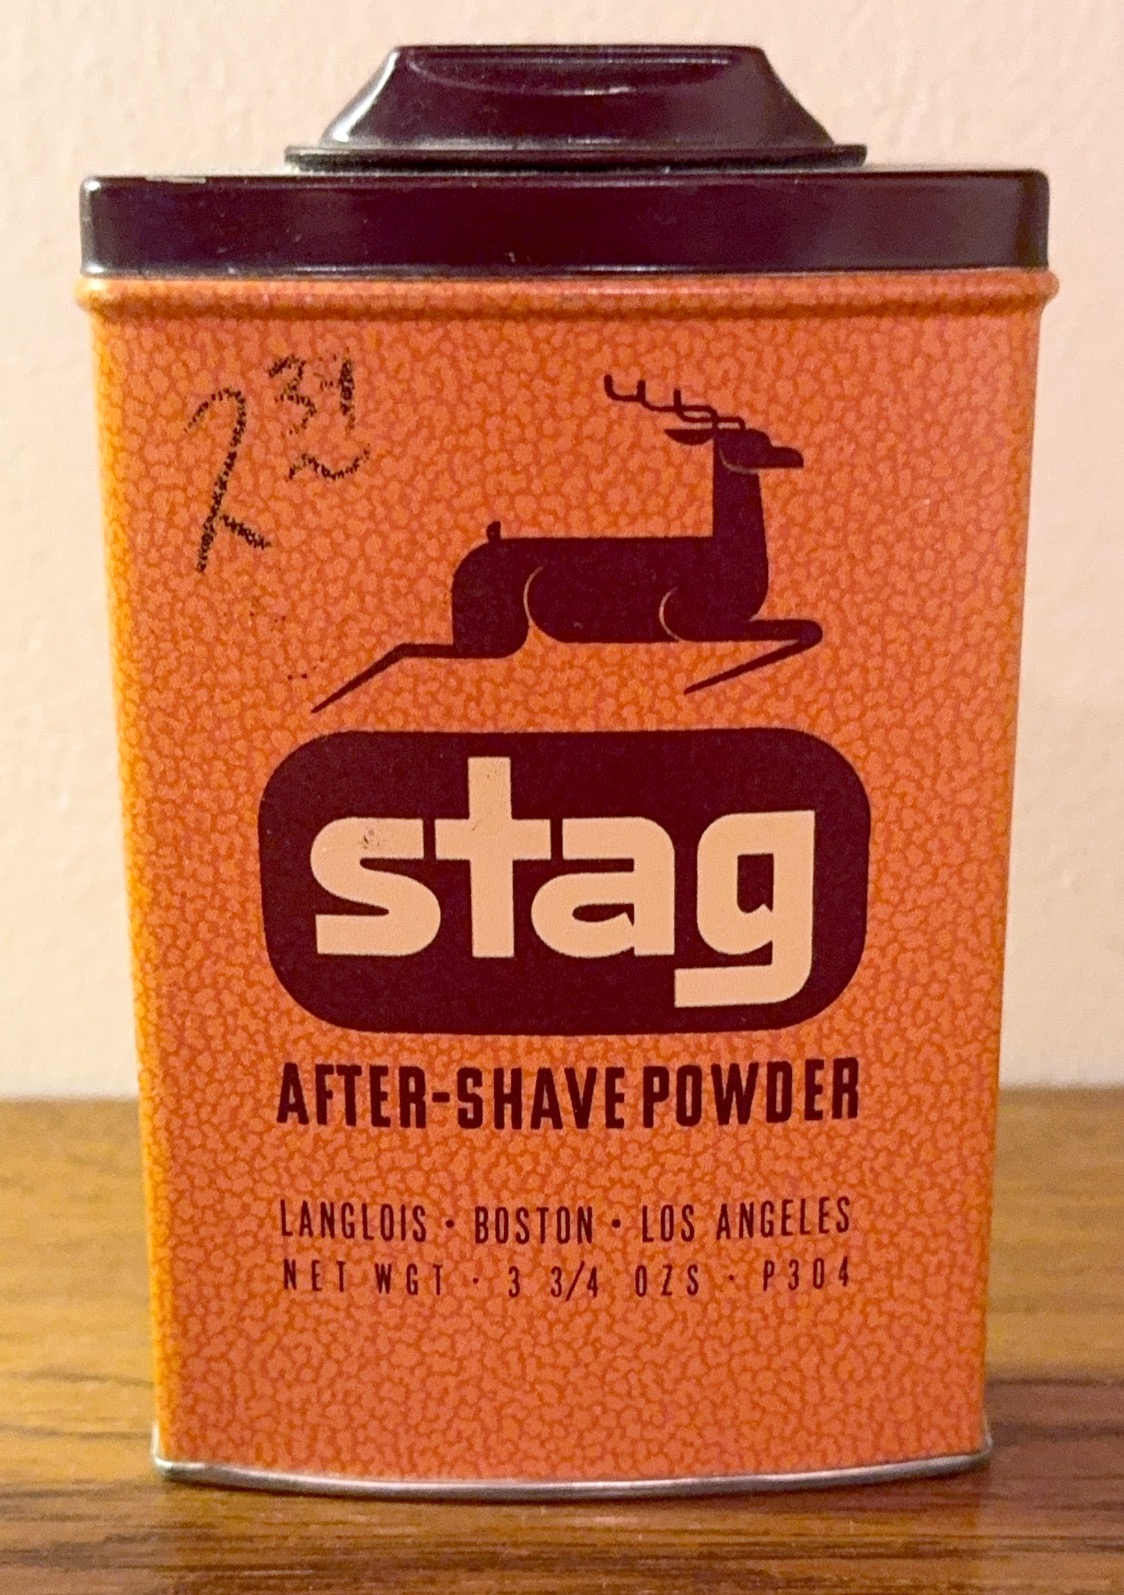 stag
AFTER-SHAVE POWDER
LANGLOIS • BOSTON • LOS ANGELES
NET WGT • 3 3/4 OZS • P304